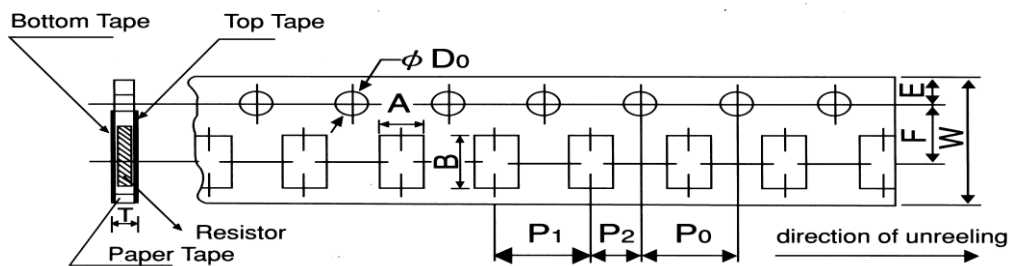 Bottom Tape
Top Tape
φ D0
A
B
E
F
W
T
Resistor
Paper Tape
P1
P2
P0
direction of unreeling